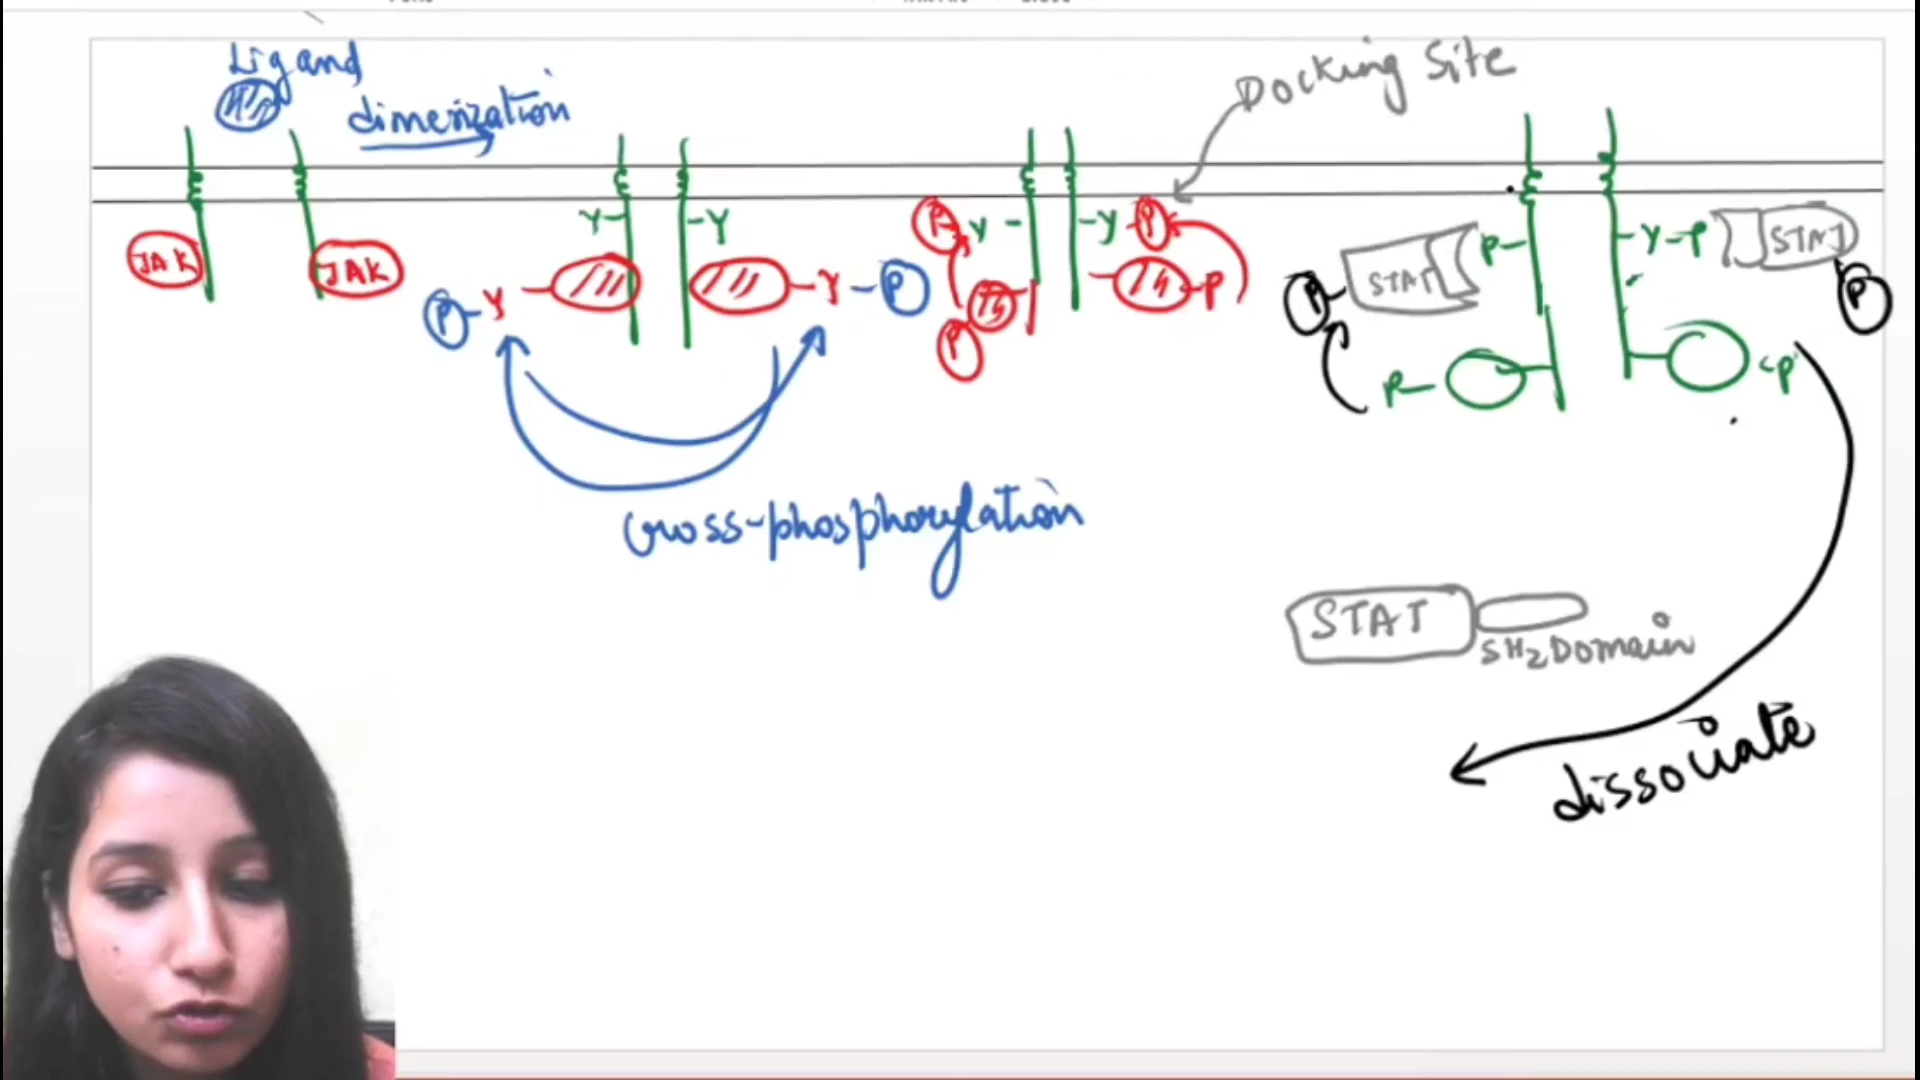 Ligand
dimerization
Docking Site
JAK
JAK
Y
Y
P
Y
Y
P
P
Y
Y
P
P
P
P
STAT
P
Y-P
STAT
P
P
P
P
cross-phosphorylation
STAT
SH2 Domain
dissociate